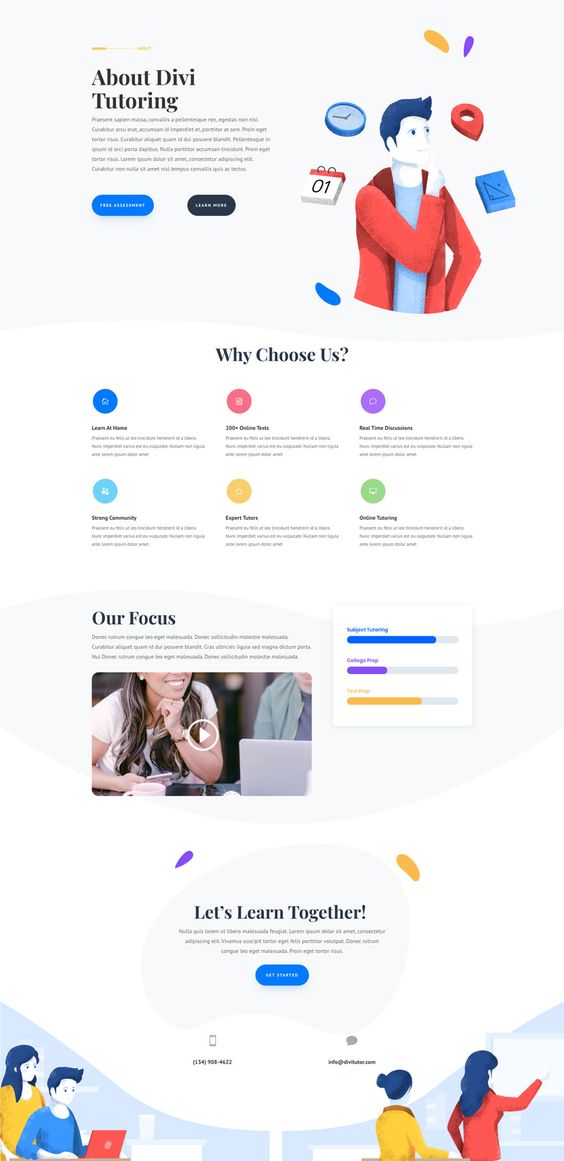 ABOUT
About Divi
Tutoring
Praesent sapien massa, convallis a pellentesque nec, egestas non nisi.
Curabitur arcu erat, accumsan id imperdiet et, porttitor at sem. Proin eget
tortor risus. Curabitur aliquet quam id dui posuere blandit. Pellentesque in
ipsum id orci porta dapibus. Nulla porttitor accumsan tincidunt. Proin eget
tortor risus. Lorem ipsum dolor sit amet, consectetur adipiscing elit.
Curabitur non nulla sit amet nisl tempus convallis quis ac lectus.
FREE ASSESSMENT
LEARN MORE
01
Why Choose Us?
Learn At Home
Praesent eu felis ut leo tincidunt hendrerit id a libero.
Nunc imperdiet varius est eu vulputate. Nullam non ligula
ante lorem ipsum dolor amet
200+ Online Tests
Praesent eu felis ut leo tincidunt hendrerit id a libero.
Nunc imperdiet varius est eu vulputate. Nullam non ligula
ante lorem ipsum dolor amet
Real Time Discussions
Praesent eu felis ut leo tincidunt hendrerit id a libero.
Nunc imperdiet varius est eu vulputate. Nullam non ligula
ante lorem ipsum dolor amet
Strong Community
Praesent eu felis ut leo tincidunt hendrerit id a libero.
Nunc imperdiet varius est eu vulputate. Nullam non ligula
ante lorem ipsum dolor amet
Expert Tutors
Praesent eu felis ut leo tincidunt hendrerit id a libero.
Nunc imperdiet varius est eu vulputate. Nullam non ligula
ante lorem ipsum dolor amet
Online Tutoring
Praesent eu felis ut leo tincidunt hendrerit id a libero.
Nunc imperdiet varius est eu vulputate. Nullam non ligula
ante lorem ipsum dolor amet
Our Focus
Donec rutrum congue leo eget malesuada. Donec sollicitudin molestie malesuada.
Curabitur aliquet quam id dui posuere blandit. Cras ultricies ligula sed magna dictum porta.
Nul Donec rutrum congue leo eget malesuada. Donec sollicitudin molestie malesuada.
Subject Tutoring
College Prep
Test Prep
Let's Learn Together!
Nulla quis lorem ut libero malesuada feugiat. Lorem ipsum dolor sit amet, consectetur
adipiscing elit. Vivamus suscipit tortor eget felis porttitor volutpat. Donec rutrum
congue leo eget malesuada. Proin eget tortor risus.
GET STARTED
(134) 908-4622
info@divitutor.com